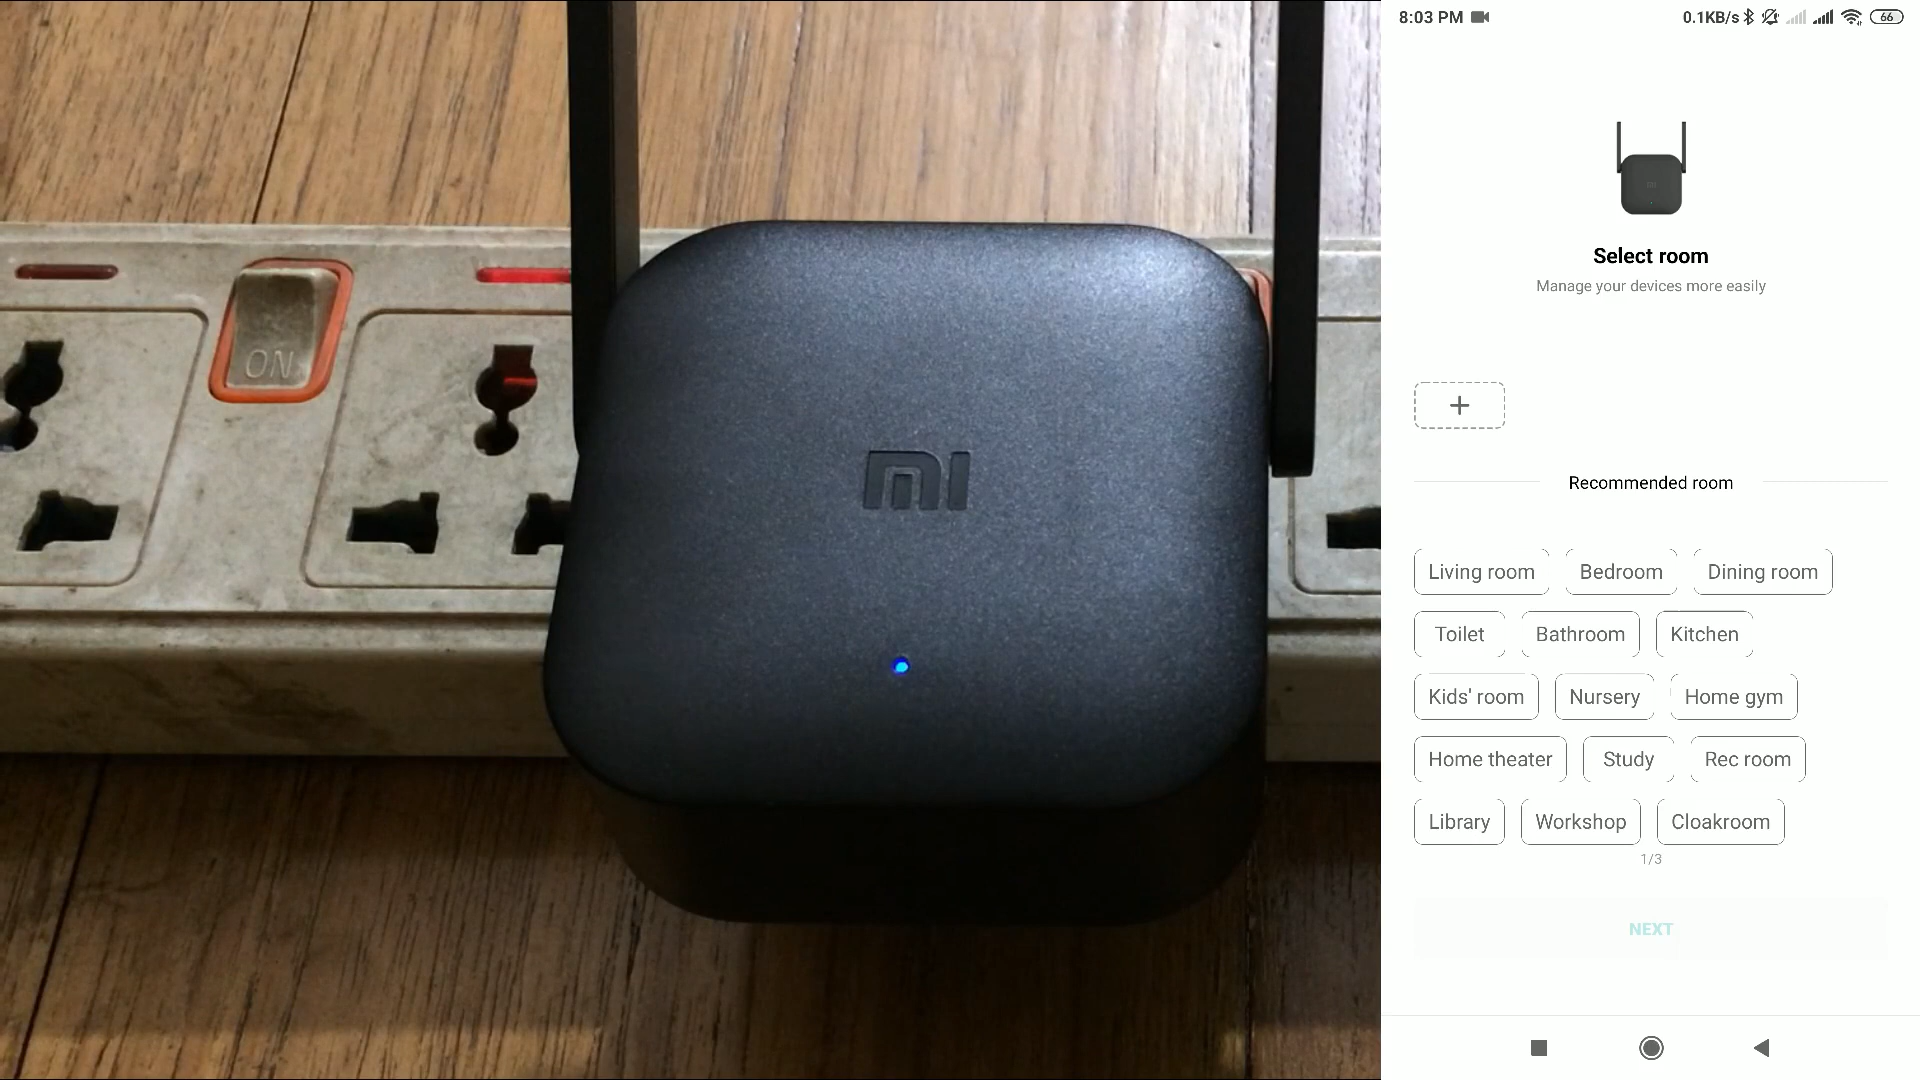 ON
mi
8:03 PM
0.1KB/s
66
mi
Select room
Manage your devices more easily
+
Recommended room
Living room Bedroom Dining room
Toilet Bathroom Kitchen
Kids' room Nursery Home gym
Home theater Study Rec room
Library Workshop Cloakroom
1/3
NEXT